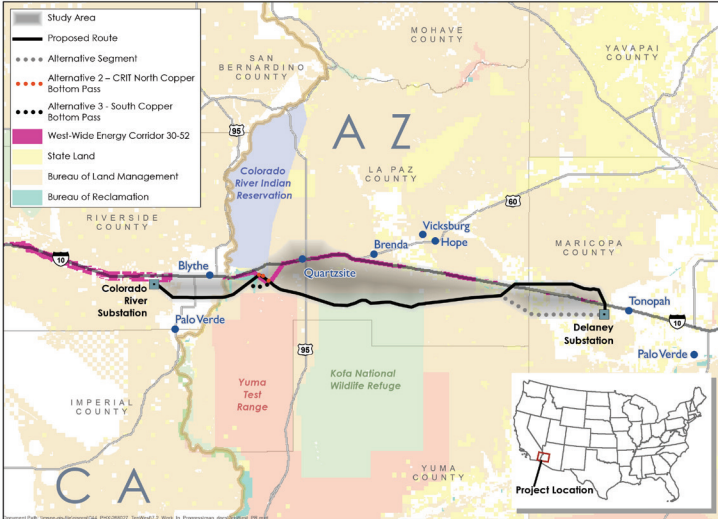 Study Area
Proposed Route
Alternative Segment
Alternative 2 – CRIT North Copper
Bottom Pass
Alternative 3 - South Copper
Bottom Pass
West-Wide Energy Corridor 30-52
State Land
Bureau of Land Management
Bureau of Reclamation
MOHAVE
COUNTY
YAVAPAI
COUNTY
SAN
BERNARDINO
COUNTY
95
A Z
Colorado
River Indian
Reservation
LA PAZ
COUNTY
60
RIVERSIDE
COUNTY
Vicksburg
Hope
Brenda
MARICOPA
COUNTY
10
Blythe
Quartzsite
Colorado
River
Substation
Tonopah
Palo Verde
Delaney
Substation
10
95
Palo Verde
Yuma
Test
Range
Kofa National
Wildlife Refuge
IMPERIAL
COUNTY
C A
YUMA
COUNTY
Project Location